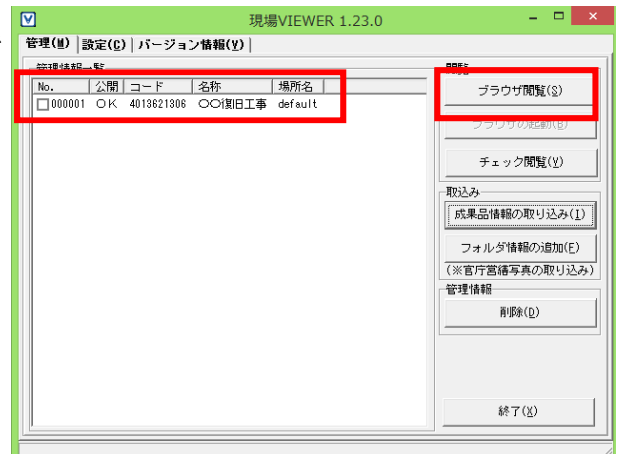 現場VIEWER 1.23.0
管理(M) 設定(C) バージョン情報(V)
管理情報一覧
No. 公開 コード 名称 場所名
000001 OK 4013621306 〇〇復旧工事 default
閲覧
ブラウザ閲覧(S)
ブラウザの起動(B)
チェック閲覧(Y)
取込み
成果品情報の取り込み(I)
フォルダ情報の追加(F)
(※官庁営繕写真の取り込み)
管理情報
削除(D)
終了(X)